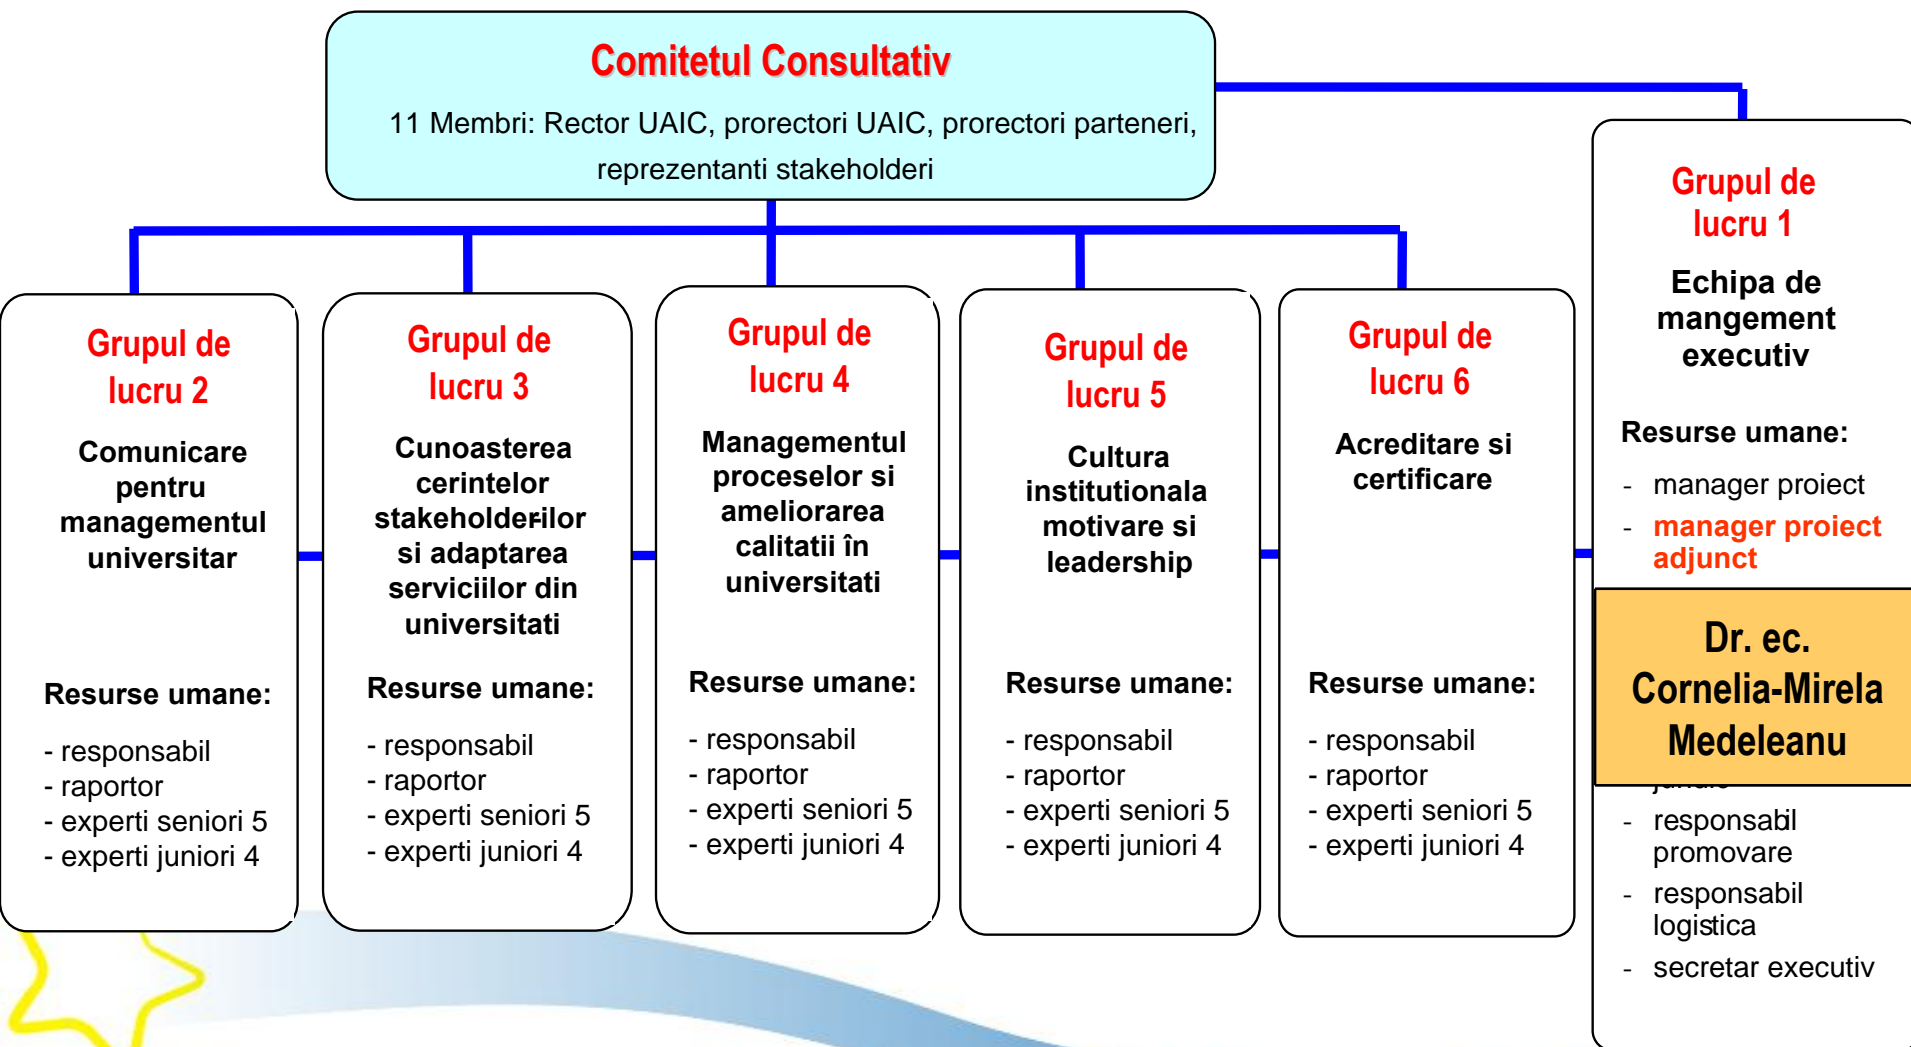 Comitetul Consultativ
11 Membri: Rector UAIC, prorectori UAIC, prorectori parteneri,
reprezentanti stakeholderi
Grupul de
lucru 2
Comunicare
pentru
managementul
universitar
Resurse umane:
- responsabil
- raportor
- experti seniori 5
- experti juniori 4
Grupul de
lucru 3
Cunoasterea
cerintelor
stakeholder-ilor
si adaptarea
serviciilor din
universitati
Resurse umane:
- responsabil
- raportor
- experti seniori 5
- experti juniori 4
Grupul de
lucru 4
Managementul
proceselor si
ameliorarea
calitatii în
universitati
Resurse umane:
- responsabil
- raportor
- experti seniori 5
- experti juniori 4
Grupul de
lucru 5
Cultura
institutionala
motivare si
leadership
Resurse umane:
- responsabil
- raportor
- experti seniori 5
- experti juniori 4
Grupul de
lucru 6
Acreditare si
certificare
Resurse umane:
- responsabil
- raportor
- experti seniori 5
- experti juniori 4
Grupul de
lucru 1
Echipa de
mangement
executiv
Resurse umane:
- manager proiect
- manager proiect
adjunct
Dr. ec.
Cornelia-Mirela
Medeleanu
- responsabil
promovare
- responsabil
logistica
- secretar executiv